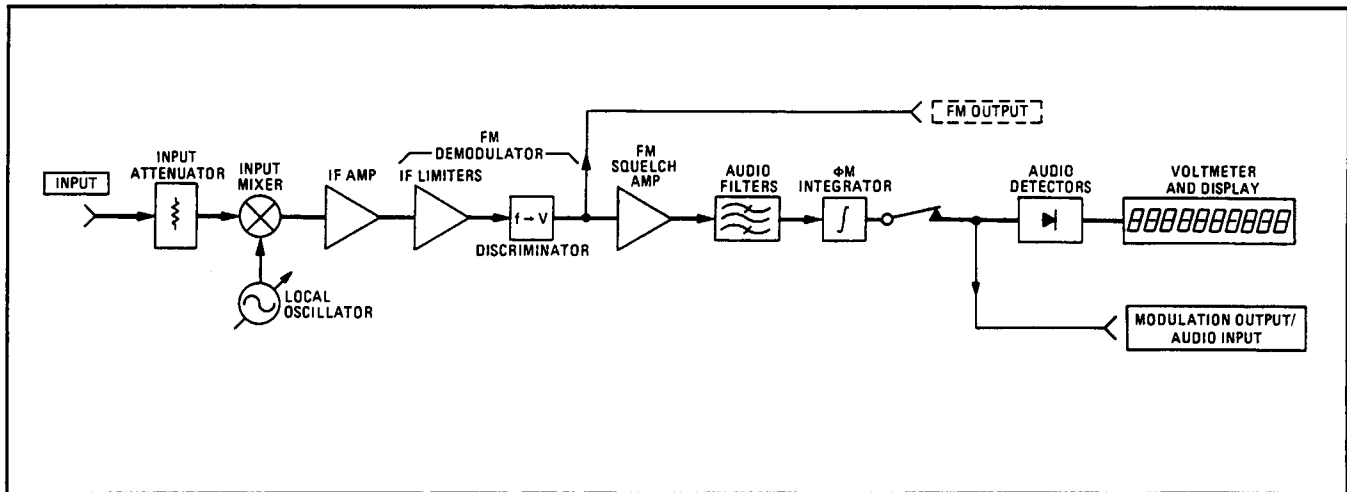 INPUT
INPUT
ATTENUATOR
INPUT
MIXER
LOCAL
OSCILLATOR
IF AMP
FM
DEMODULATOR
IF LIMITERS
f → V
DISCRIMINATOR
FM OUTPUT
FM
SQUELCH
AMP
AUDIO
FILTERS
ΦM
INTEGRATOR
∫
AUDIO
DETECTORS
VOLTMETER
AND DISPLAY
8888888888
MODULATION OUTPUT/
AUDIO INPUT